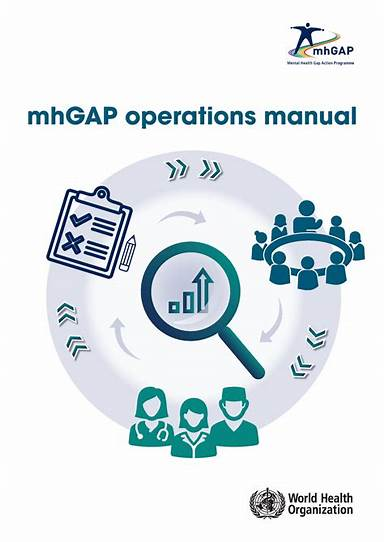 mhGAP
Mental Health Gap Action Programme
mhGAP operations manual
World Health
Organization